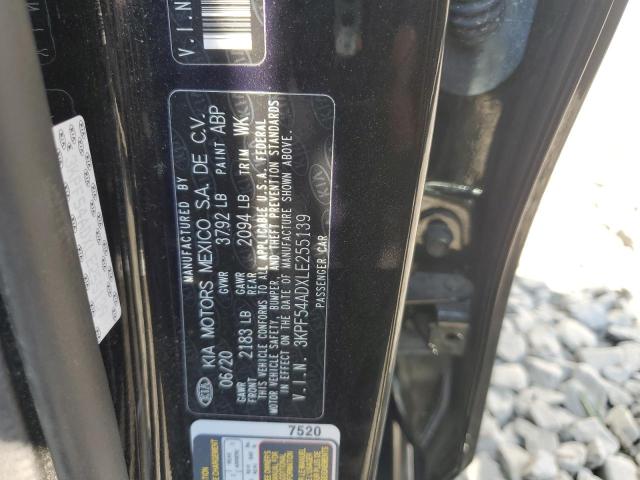 V.I.N
MANUFACTURED BY
KIA KIA MOTORS MEXICO S.A. DE C.V.
06/20 GVWR 3792 LB PAINT ABP
GAWR FRONT 2183 LB GAWR REAR 2094 LB TRIM WK
THIS VEHICLE CONFORMS TO ALL APPLICABLE U.S.A. FEDERAL
MOTOR VEHICLE SAFETY, BUMPER, AND THEFT PREVENTION STANDARDS
IN EFFECT ON THE DATE OF MANUFACTURE SHOWN ABOVE.
V.I.N. 3KPF54ADXLE255139
PASSENGER CAR
KIA
7520